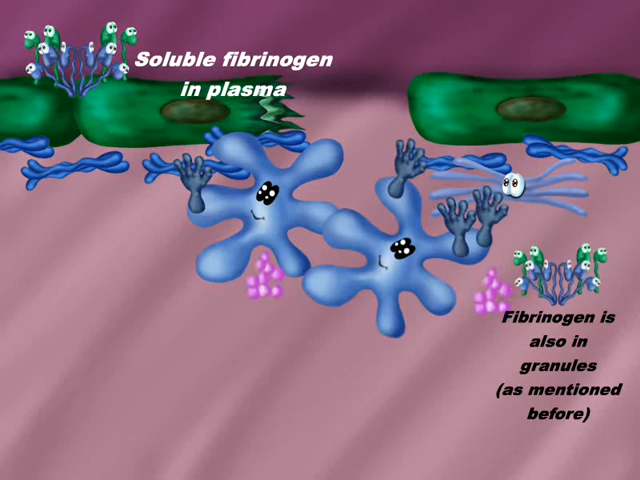 Soluble fibrinogen
in plasma
Fibrinogen is
also in
granules
(as mentioned
before)